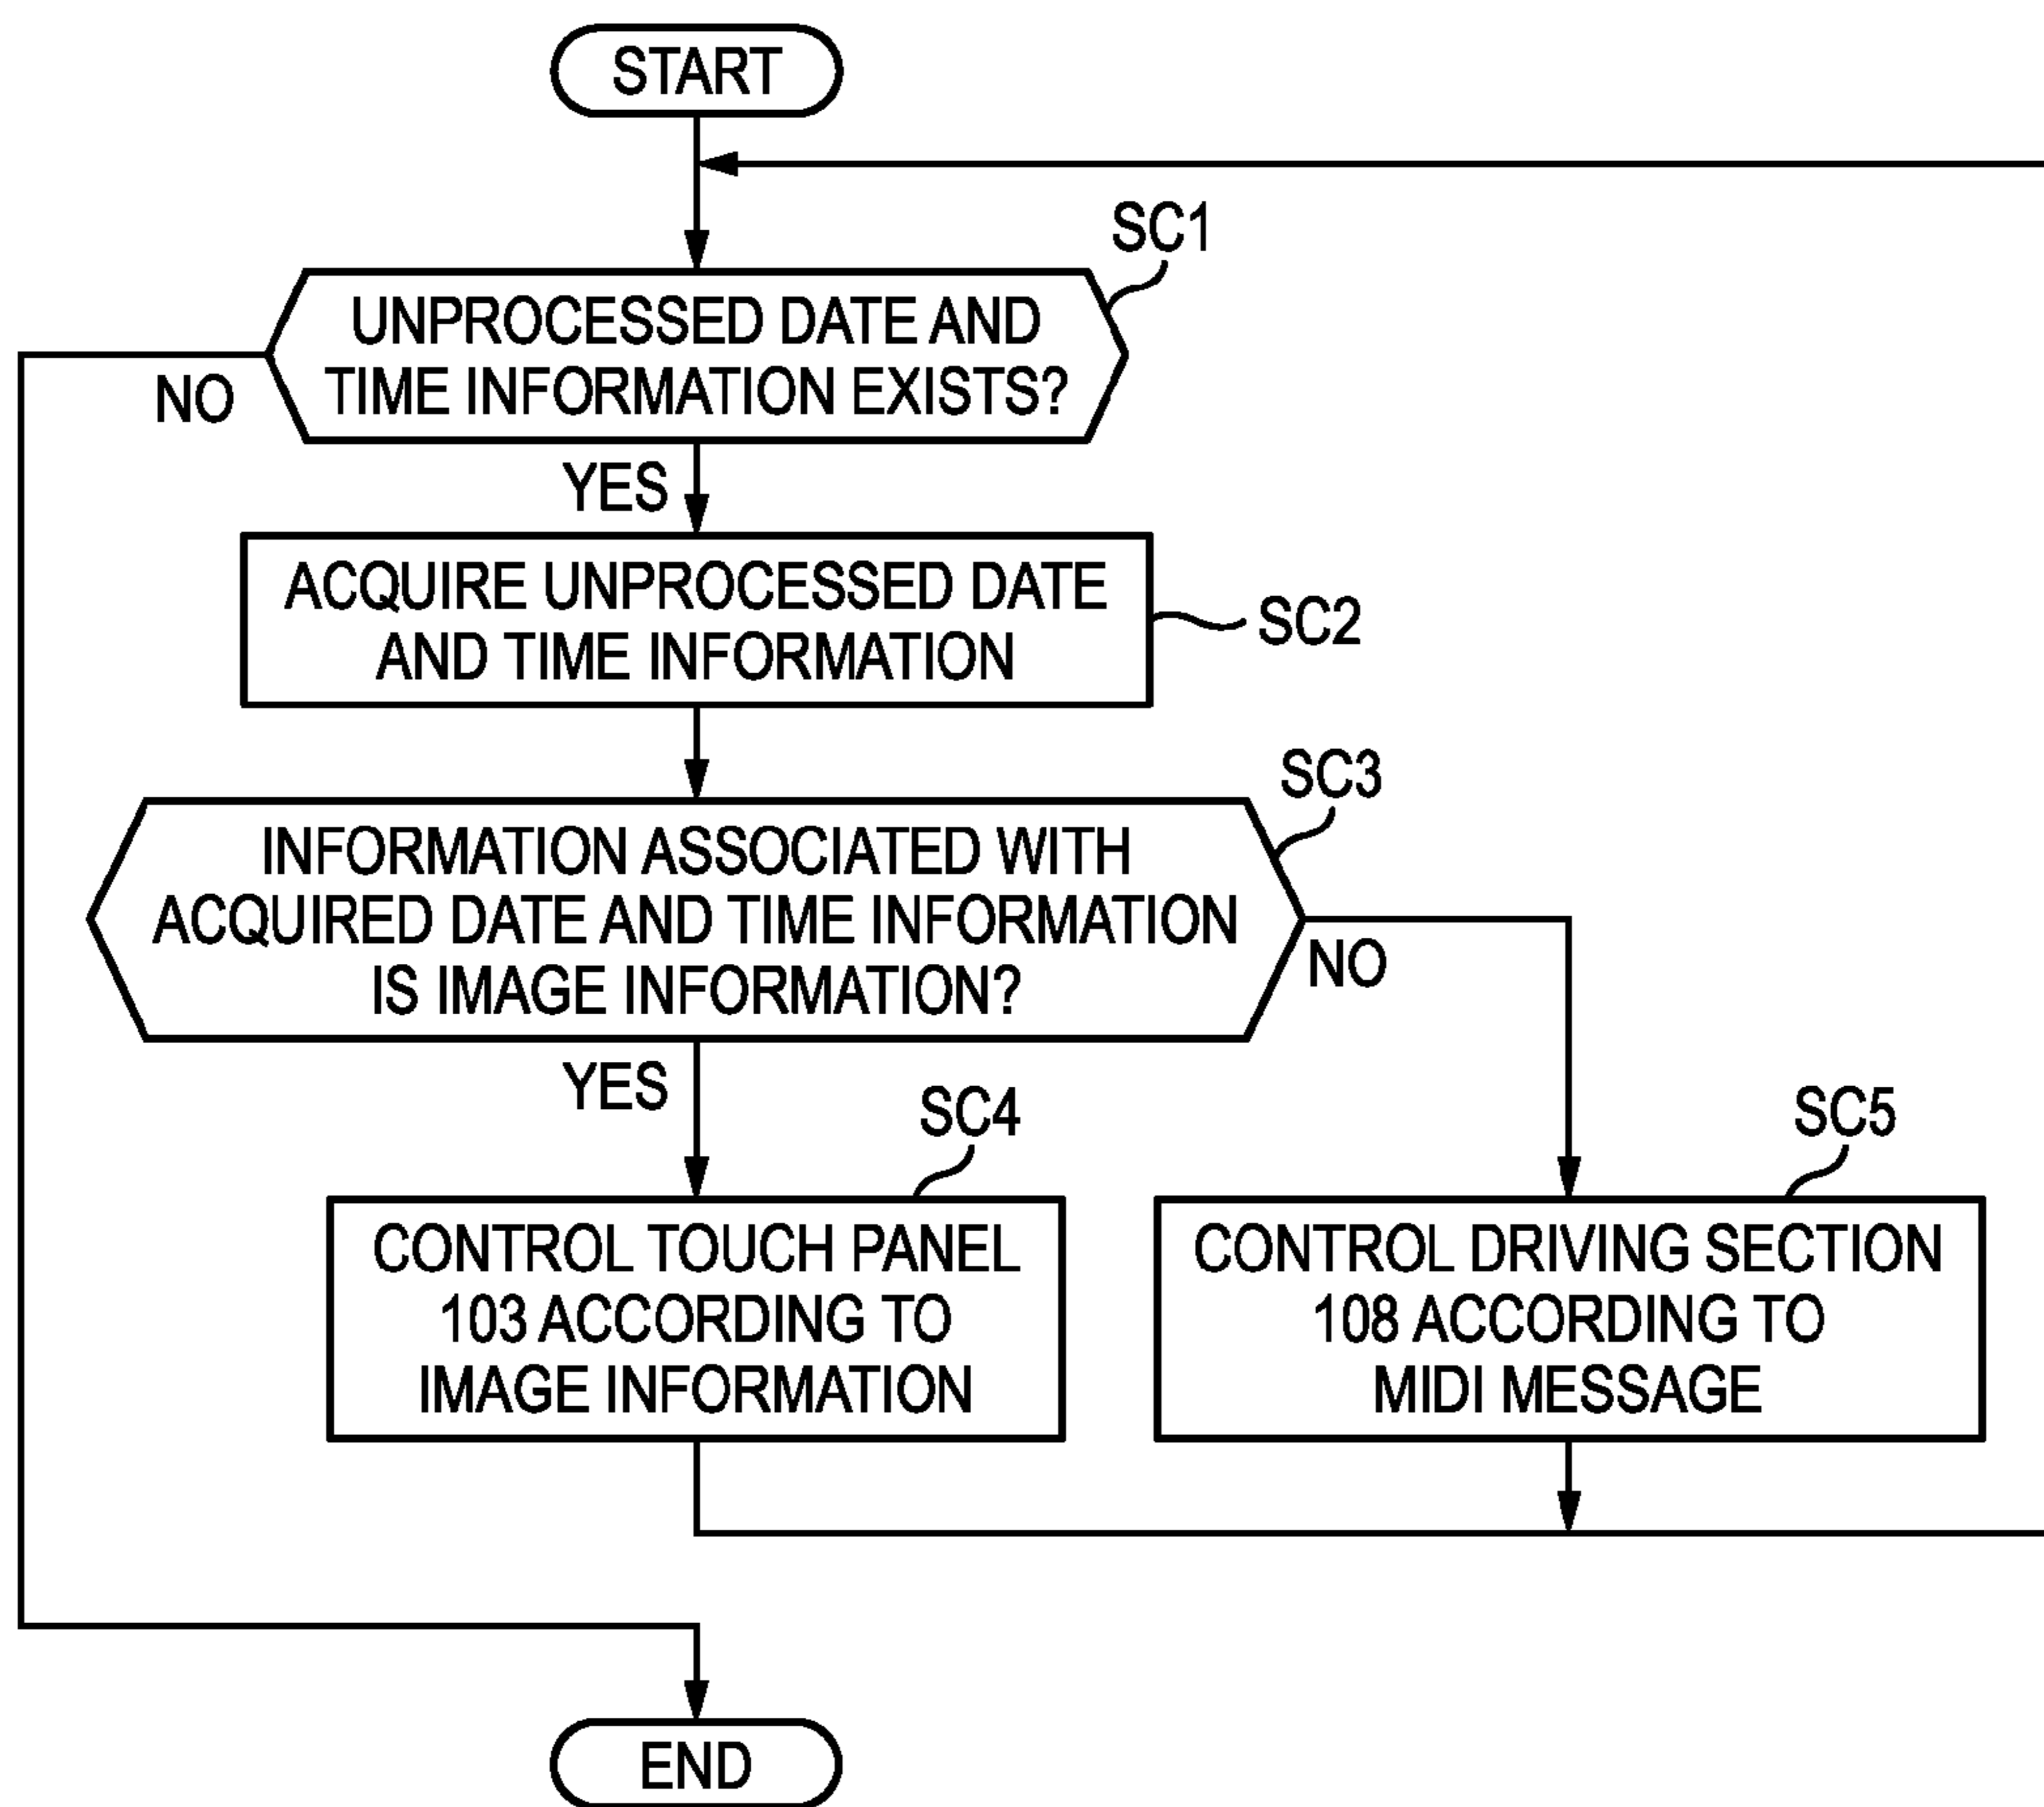 START
SC1
UNPROCESSED DATE AND
TIME INFORMATION EXISTS?
NO
YES
ACQUIRE UNPROCESSED DATE
AND TIME INFORMATION
SC2
SC3
INFORMATION ASSOCIATED WITH
ACQUIRED DATE AND TIME INFORMATION
IS IMAGE INFORMATION?
NO
YES
SC4
SC5
CONTROL TOUCH PANEL
103 ACCORDING TO
IMAGE INFORMATION
CONTROL DRIVING SECTION
108 ACCORDING TO
MIDI MESSAGE
END